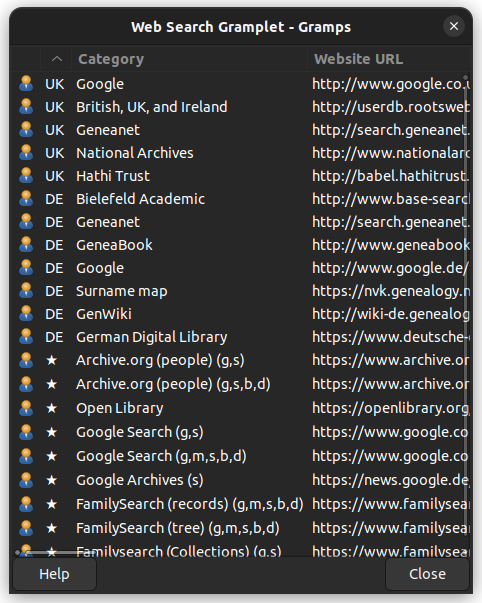 Web Search Gramplet - Gramps
Category Website URL
UK Google http://www.google.co.u
UK British, UK, and Ireland http://userdb.rootsweb
UK Geneanet http://search.geneanet.
UK National Archives http://www.nationalarc
UK Hathi Trust http://babel.hathitrust.
DE Bielefeld Academic http://www.base-searc
DE Geneanet http://search.geneanet.
DE GeneaBook http://www.geneabook
DE Google http://www.google.de/
DE Surname map https://nvk.genealogy.n
DE GenWiki http://wiki-de.genealog
DE German Digital Library https://www.deutsche-
★ Archive.org (people) (g,s) https://www.archive.or
★ Archive.org (people) (g,s,b,d) https://www.archive.or
★ Open Library https://openlibrary.org
★ Google Search (g,s) https://www.google.co
★ Google Search (g,m,s,b,d) https://www.google.co
★ Google Archives (s) https://news.google.de
★ FamilySearch (records) (g,m,s,b,d) https://www.familysea
★ FamilySearch (tree) (g,m,s,b,d) https://www.familysea
★ Familysearch (Collections) (g,s) https://www.familysea
Help Close